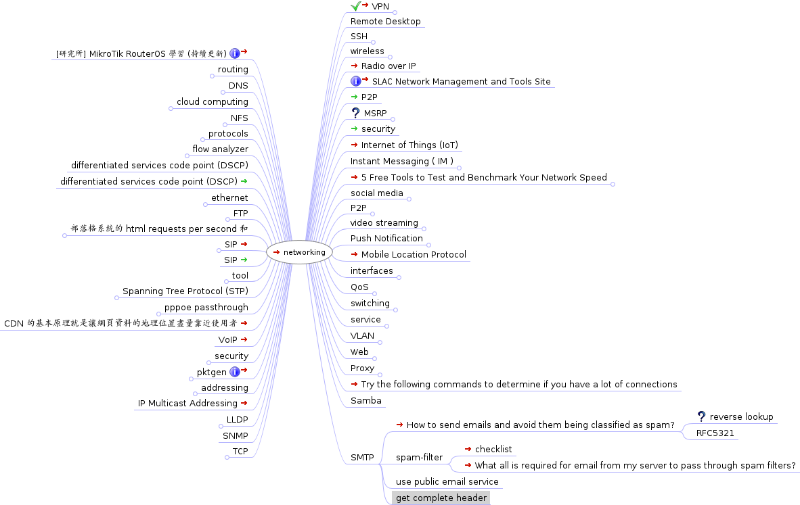 [研究所] MikroTik RouterOS 學習 (持續更新)
routing
DNS
cloud computing
NFS
protocols
flow analyzer
differentiated services code point (DSCP)
differentiated services code point (DSCP)
ethernet
FTP
部落格系統的 html requests per second 和
SIP
SIP
tool
Spanning Tree Protocol (STP)
pppoe passthrough
CDN 的基本原理就是讓網頁資料的地理位置盡量靠近使用者
VoIP
security
pktgen
addressing
IP Multicast Addressing
LLDP
SNMP
TCP
networking
VPN
Remote Desktop
SSH
wireless
Radio over IP
SLAC Network Management and Tools Site
P2P
MSRP
security
Internet of Things (IoT)
Instant Messaging ( IM )
5 Free Tools to Test and Benchmark Your Network Speed
social media
P2P
video streaming
Push Notification
Mobile Location Protocol
interfaces
QoS
switching
service
VLAN
Web
Proxy
Try the following commands to determine if you have a lot of connections
Samba
SMTP
How to send emails and avoid them being classified as spam?
reverse lookup
RFC5321
spam-filter
checklist
What all is required for email from my server to pass through spam filters?
use public email service
get complete header